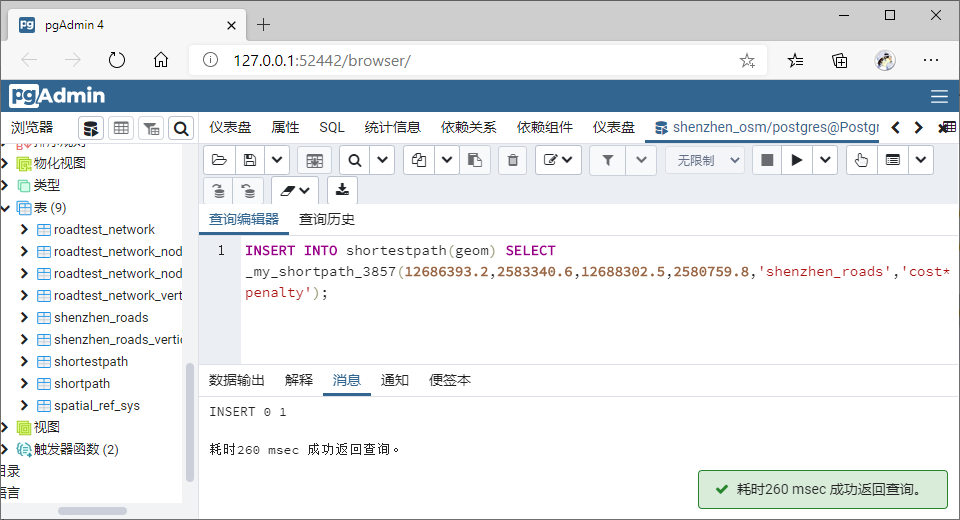 pgAdmin 4
127.0.0.1:52442/browser/
pgAdmin
浏览器
仪表盘 属性 SQL 统计信息 依赖关系 依赖组件 仪表盘 shenzhen_osm/postgres@Postgr
物化视图
类型
表 (9)
roadtest_network
roadtest_network_nod
roadtest_network_nod
roadtest_network_vert
shenzhen_roads
shenzhen_roads_vertic
shortestpath
shortpath
spatial_ref_sys
视图
触发器函数 (2)
目录
语言
无限制
查询编辑器 查询历史
1 INSERT INTO shortestpath(geom) SELECT
_my_shortpath_3857(12686393.2,2583340.6,12688302.5,2580759.8,'shenzhen_roads','cost*
penalty');
数据输出 解释 消息 通知 便签本
INSERT 0 1
耗时260 msec 成功返回查询。
耗时260 msec 成功返回查询。